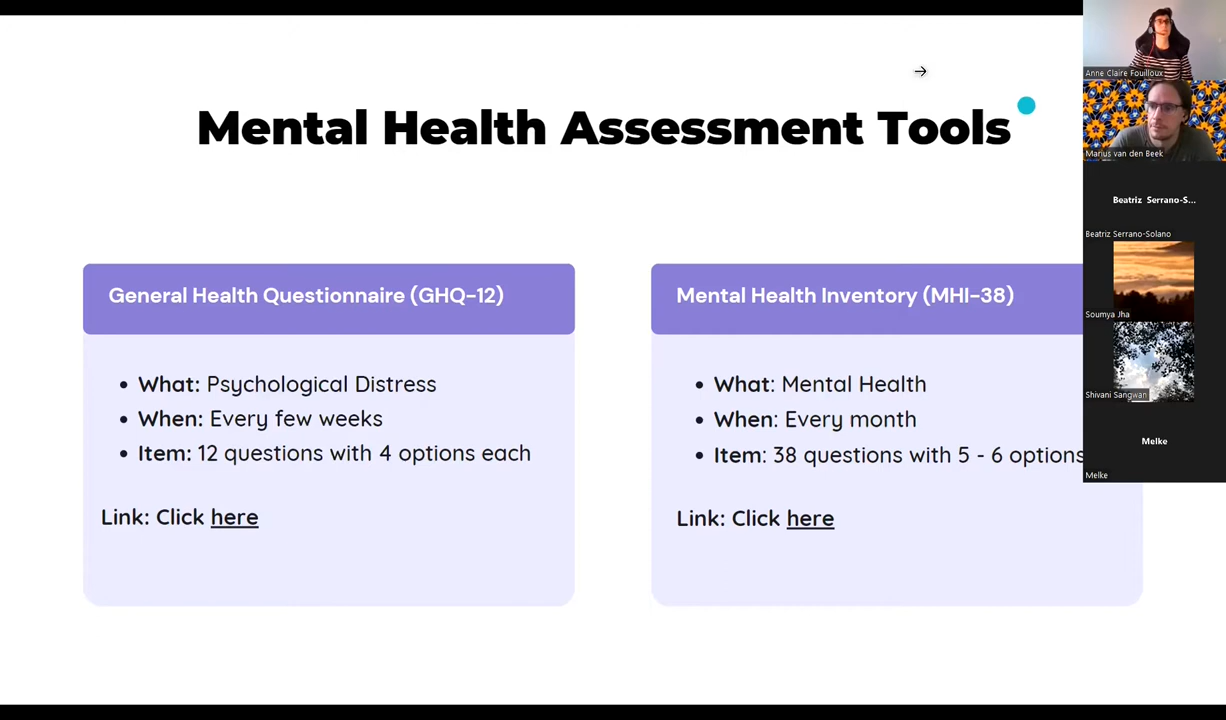 Mental Health Assessment Tools
General Health Questionnaire (GHQ-12)
• What: Psychological Distress
• When: Every few weeks
• Item: 12 questions with 4 options each
Link: Click here
Mental Health Inventory (MHI-38)
• What: Mental Health
• When: Every month
• Item: 38 questions with 5 - 6 options
Link: Click here
Anne Claire Fouilloux
Marius van den Beek
Beatriz Serrano-S...
Beatriz Serrano-Solano
Soumya Jha
Shivani Sangwan
Melke
Melke